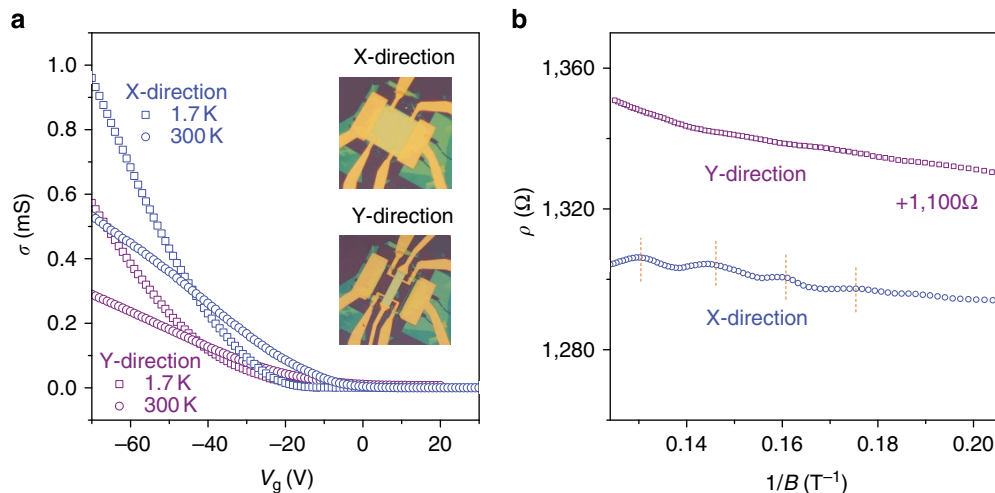 a
X-direction
1.0
X-direction
1.7 K
300 K
0.8
0.6
σ (mS)
Y-direction
0.4
0.2
Y-direction
1.7 K
300 K
0.0
−60 −40 −20 0 20
Vg (V)
b
1,360
Y-direction
+1,100Ω
1,320
ρ (Ω)
X-direction
1,280
0.14 0.16 0.18 0.20
1/B (T⁻¹)